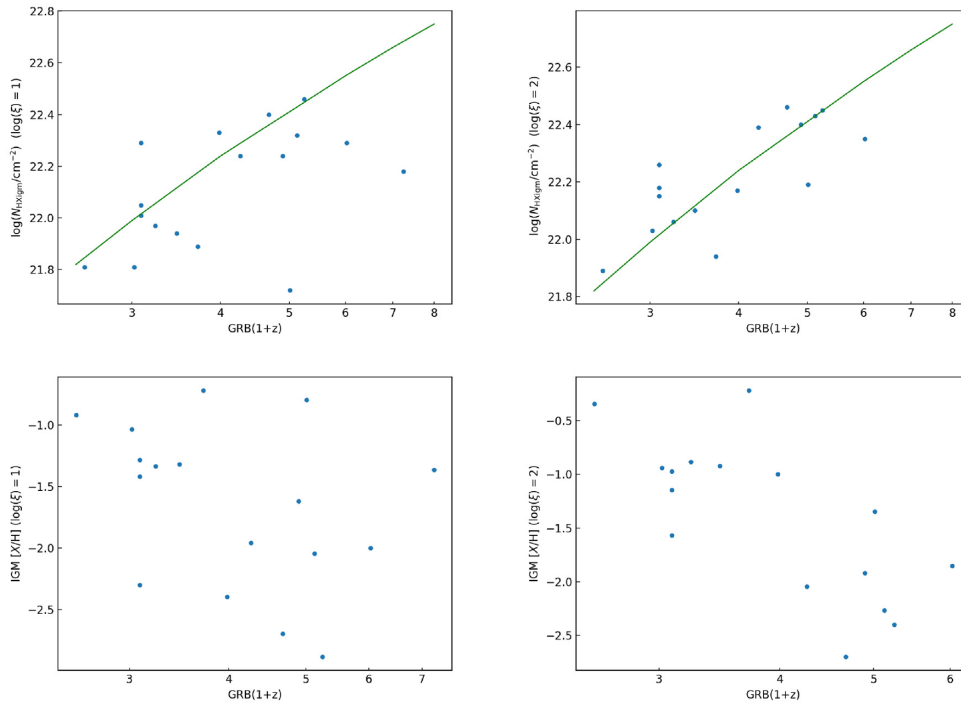 22.8
22.6
22.4
22.2
22.0
21.8
log(N_HXigm/cm⁻²) (log(ξ) = 1)
3 4 5 6 7 8
GRB(1+z)
22.6
22.4
22.2
22.0
21.8
log(N_HXigm/cm⁻²) (log(ξ) = 2)
3 4 5 6 7 8
GRB(1+z)
−1.0
−1.5
−2.0
−2.5
IGM [X/H] (log(ξ) = 1)
3 4 5 6 7
GRB(1+z)
−0.5
−1.0
−1.5
−2.0
−2.5
IGM [X/H] (log(ξ) = 2)
3 4 5 6
GRB(1+z)